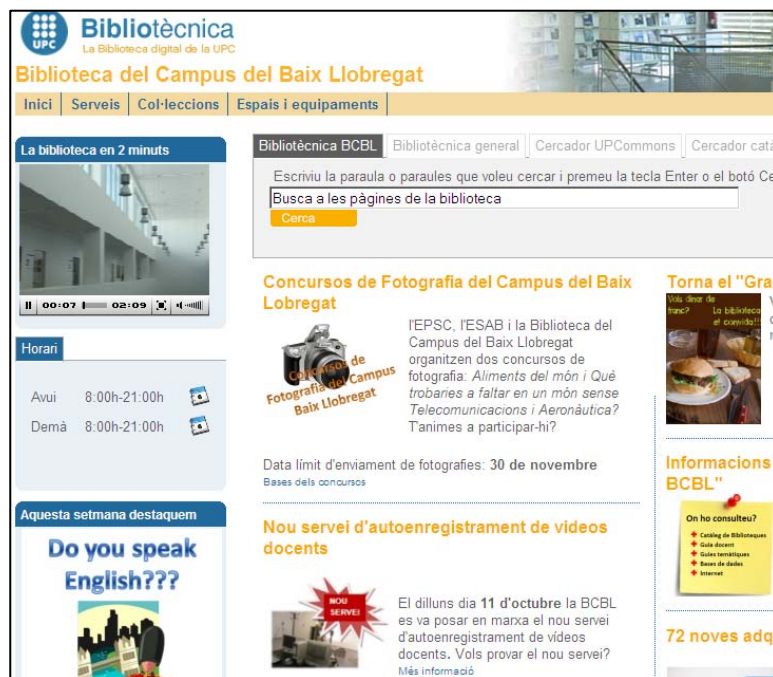 UPC
Bibliotècnica
La Biblioteca digital de la UPC
Biblioteca del Campus del Baix Llobregat
Inici Serveis Col·leccions Espais i equipaments
La biblioteca en 2 minuts
00:07 02:09
Horari
Avui 8:00h-21:00h
Demà 8:00h-21:00h
Aquesta setmana destaquem
Do you speak
English???
Bibliotècnica BCBL Bibliotècnica general Cercador UPCommons Cercador catà
Escriviu la paraula o paraules que voleu cercar i premeu la tecla Enter o el botó Ce
Busca a les pàgines de la biblioteca
Cerca
Concursos de Fotografia del Campus del Baix
Lobregat
Concursos de
Fotografia del Campus
Baix Llobregat
l'EPSC, l'ESAB i la Biblioteca del
Campus del Baix Llobregat
organitzen dos concursos de
fotografia: Aliments del món i Què
trobaries a faltar en un món sense
Telecomunicacions i Aeronàutica?
T'animes a participar-hi?
Data límit d'enviament de fotografies: 30 de novembre
Bases dels concursos
Nou servei d'autoenregistrament de videos
docents
NOU
SERVEI
El dilluns dia 11 d'octubre la BCBL
es va posar en marxa el nou servei
d'autoenregistrament de vídeos
docents. Vols provar el nou servei?
Més informació
Torna el "Gra
Vols dinar de
franc?
La biblioteca
et convida!!
Informacions
BCBL"
On ho consulteu?
Catàleg de Biblioteques
Guia docent
Guies temàtiques
Bases de dades
Internet
72 noves adq